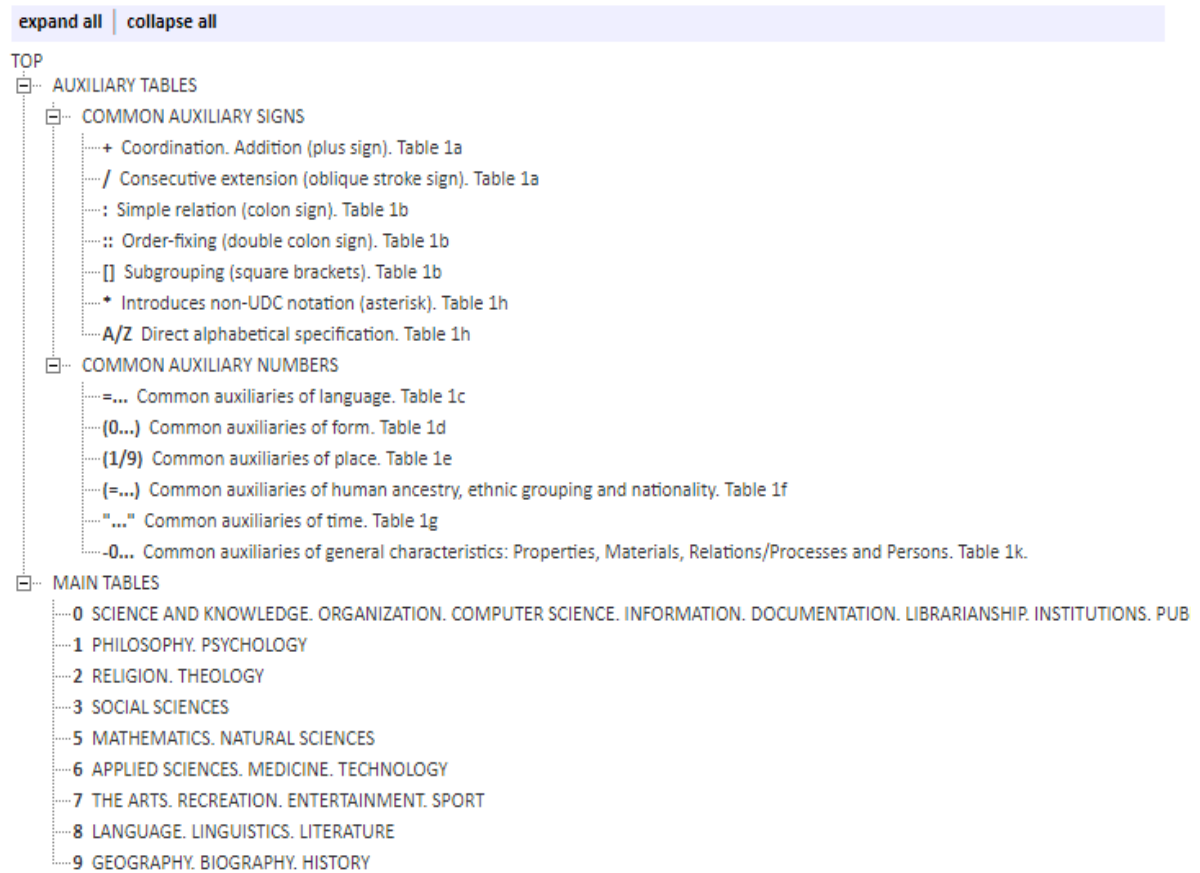 expand all | collapse all
TOP
AUXILIARY TABLES
COMMON AUXILIARY SIGNS
+ Coordination. Addition (plus sign). Table 1a
/ Consecutive extension (oblique stroke sign). Table 1a
: Simple relation (colon sign). Table 1b
:: Order-fixing (double colon sign). Table 1b
[] Subgrouping (square brackets). Table 1b
* Introduces non-UDC notation (asterisk). Table 1h
A/Z Direct alphabetical specification. Table 1h
COMMON AUXILIARY NUMBERS
=... Common auxiliaries of language. Table 1c
(0...) Common auxiliaries of form. Table 1d
(1/9) Common auxiliaries of place. Table 1e
(=...) Common auxiliaries of human ancestry, ethnic grouping and nationality. Table 1f
"..." Common auxiliaries of time. Table 1g
-0... Common auxiliaries of general characteristics: Properties, Materials, Relations/Processes and Persons. Table 1k.
MAIN TABLES
0 SCIENCE AND KNOWLEDGE. ORGANIZATION. COMPUTER SCIENCE. INFORMATION. DOCUMENTATION. LIBRARIANSHIP. INSTITUTIONS. PUB
1 PHILOSOPHY. PSYCHOLOGY
2 RELIGION. THEOLOGY
3 SOCIAL SCIENCES
5 MATHEMATICS. NATURAL SCIENCES
6 APPLIED SCIENCES. MEDICINE. TECHNOLOGY
7 THE ARTS. RECREATION. ENTERTAINMENT. SPORT
8 LANGUAGE. LINGUISTICS. LITERATURE
9 GEOGRAPHY. BIOGRAPHY. HISTORY